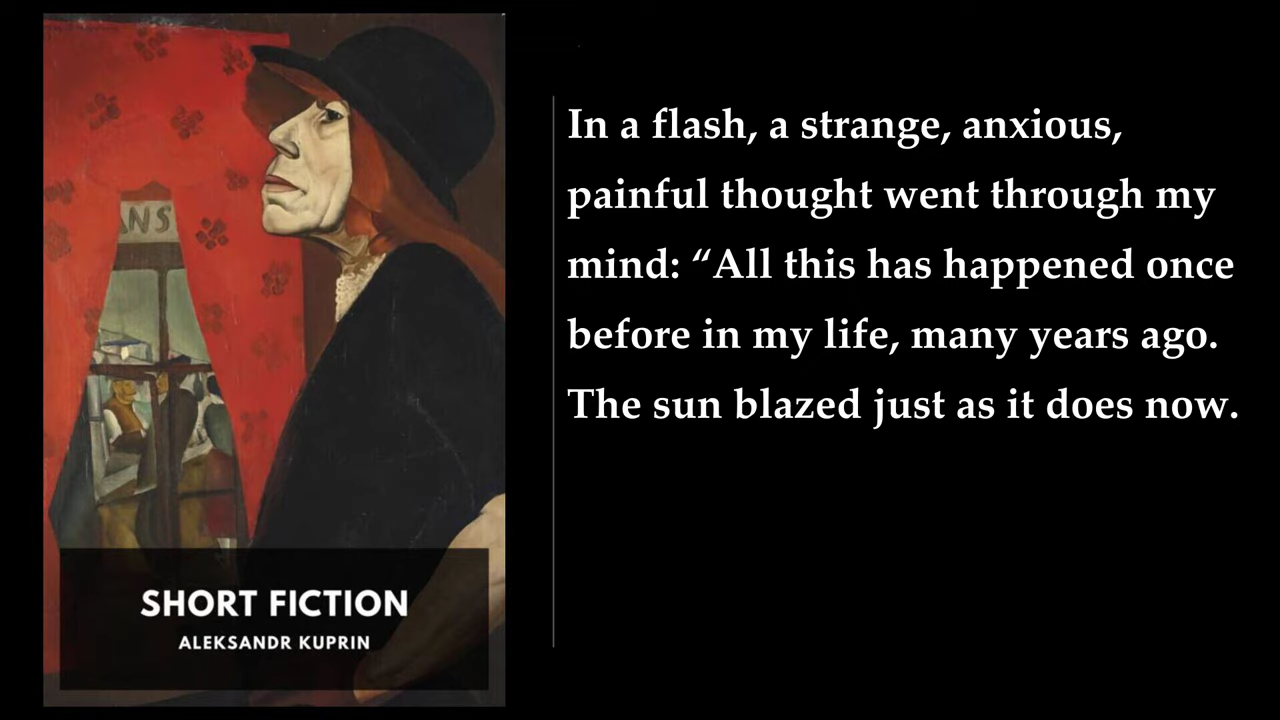 ANS
SHORT FICTION
ALEKSANDR KUPRIN
In a flash, a strange, anxious,
painful thought went through my
mind: “All this has happened once
before in my life, many years ago.
The sun blazed just as it does now.